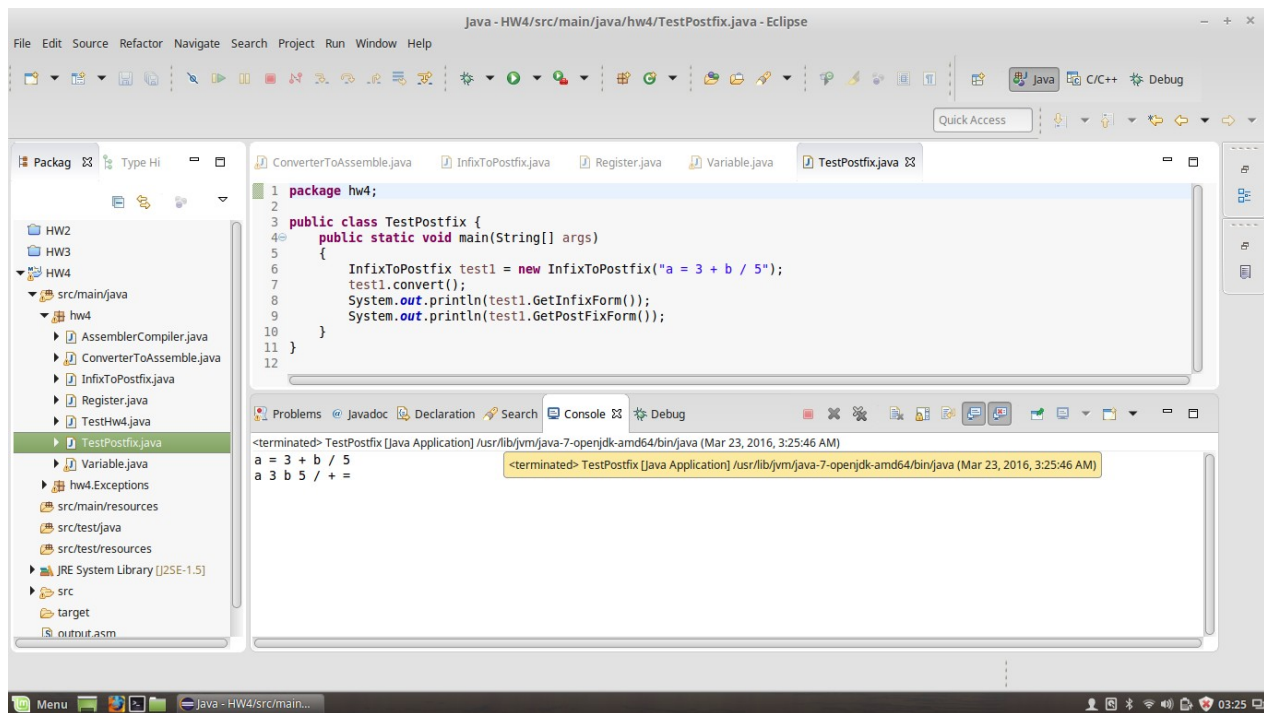 Java - HW4/src/main/java/hw4/TestPostfix.java - Eclipse
File Edit Source Refactor Navigate Search Project Run Window Help
Java C/C++ Debug
Quick Access
Packag Type Hi
HW2
HW3
HW4
src/main/java
hw4
AssemblerCompiler.java
ConverterToAssemble.java
InfixToPostfix.java
Register.java
TestHw4.java
TestPostfix.java
Variable.java
hw4.Exceptions
src/main/resources
src/test/java
src/test/resources
JRE System Library [J2SE-1.5]
src
target
output.asm
ConverterToAssemble.java InfixToPostfix.java Register.java Variable.java TestPostfix.java
1 package hw4;
2
3 public class TestPostfix {
4 public static void main(String[] args)
5 {
6 InfixToPostfix test1 = new InfixToPostfix("a = 3 + b / 5");
7 test1.convert();
8 System.out.println(test1.GetInfixForm());
9 System.out.println(test1.GetPostFixForm());
10 }
11 }
12
Problems Javadoc Declaration Search Console Debug
<terminated> TestPostfix [Java Application] /usr/lib/jvm/java-7-openjdk-amd64/bin/java (Mar 23, 2016, 3:25:46 AM)
a = 3 + b / 5
a 3 b 5 / + =
<terminated> TestPostfix [Java Application] /usr/lib/jvm/java-7-openjdk-amd64/bin/java (Mar 23, 2016, 3:25:46 AM)
Menu Java - HW4/src/main... 03:25